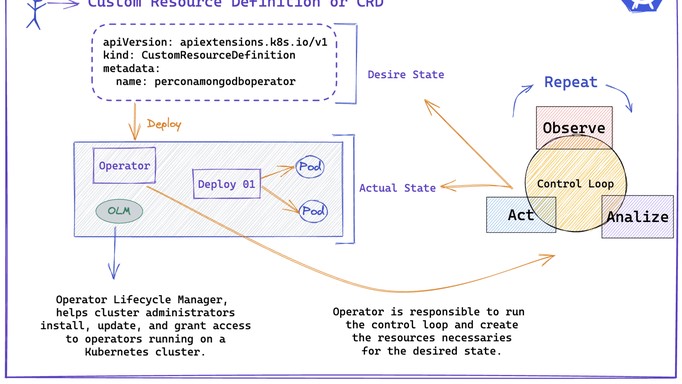 Custom Resource Definition or CRD
apiVersion: apiextensions.k8s.io/v1
kind: CustomResourceDefinition
metadata:
name: perconamongodboperator
Desire State
Deploy
Operator
Deploy 01
Pod
Pod
OLM
Actual State
Repeat
Observe
Control Loop
Act
Analize
Operator Lifecycle Manager,
helps cluster administrators
install, update, and grant access
to operators running on a
Kubernetes cluster.
Operator is responsible to run
the control loop and create
the resources necessaries
for the desired state.